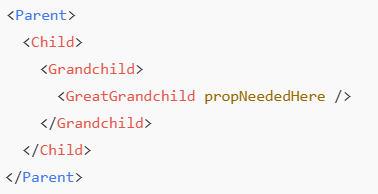 <Parent>
  <Child>
    <Grandchild>
      <GreatGrandchild propNeededHere />
    </Grandchild>
  </Child>
</Parent>